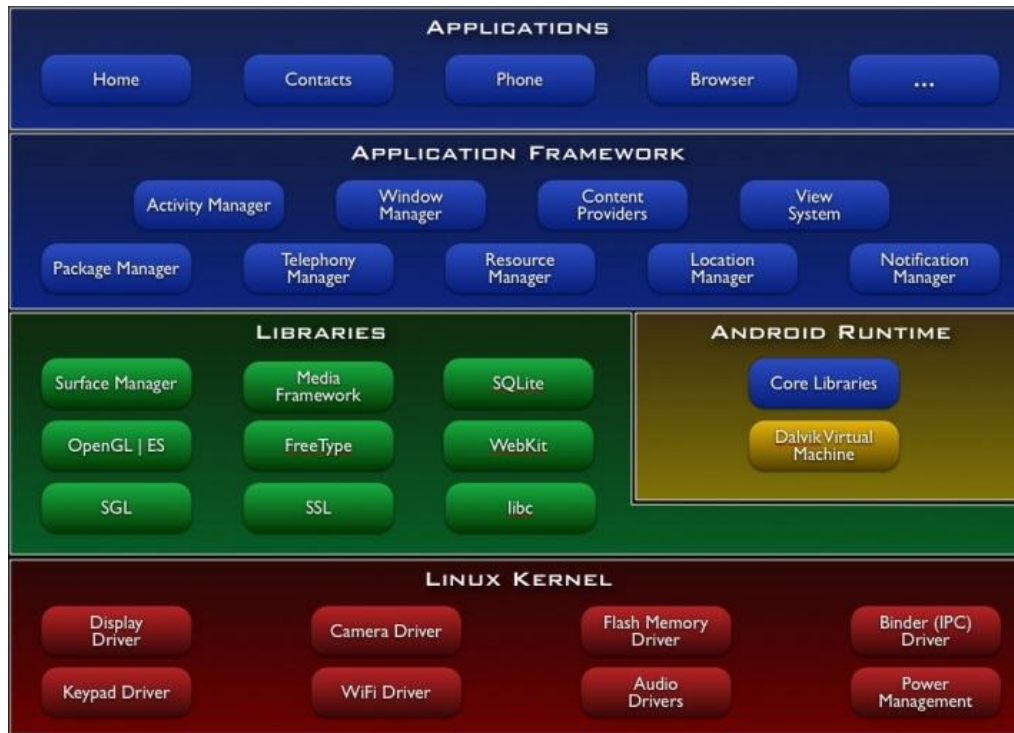 APPLICATIONS
Home
Contacts
Phone
Browser
...
APPLICATION FRAMEWORK
Activity Manager
Window
Manager
Content
Providers
View
System
Package Manager
Telephony
Manager
Resource
Manager
Location
Manager
Notification
Manager
LIBRARIES
Surface Manager
Media
Framework
SQLite
OpenGL | ES
FreeType
WebKit
SGL
SSL
libc
ANDROID RUNTIME
Core Libraries
Dalvik Virtual
Machine
LINUX KERNEL
Display
Driver
Camera Driver
Flash Memory
Driver
Binder (IPC)
Driver
Keypad Driver
WiFi Driver
Audio
Drivers
Power
Management